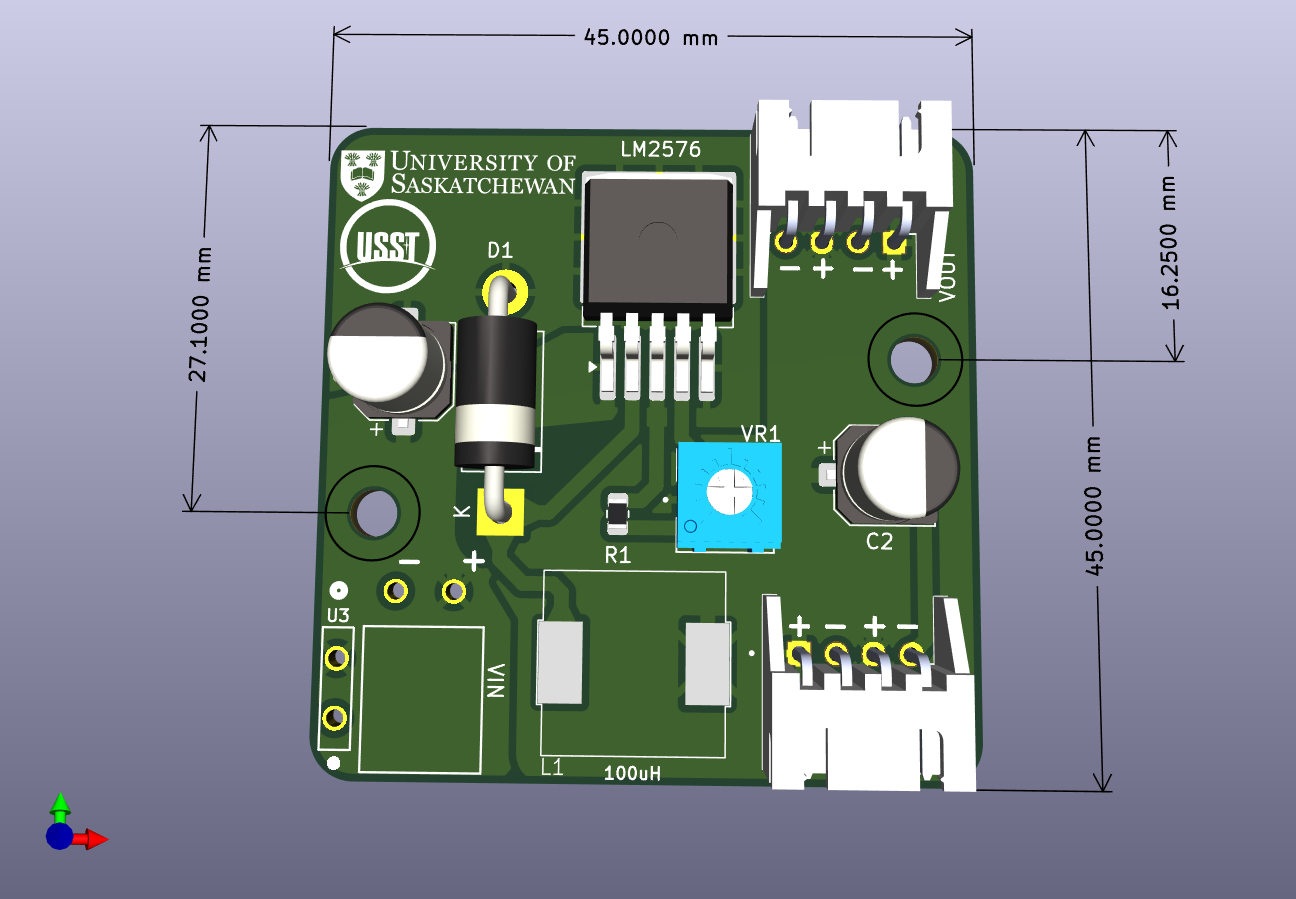 45.0000 mm
LM2576
UNIVERSITY OF
SASKATCHEWAN
USST
D1
27.1000 mm
16.2500 mm
- + - +
VOUT
+
VR1
+
45.0000 mm
K
R1
C2
- +
U3
+ - + -
VIN
L1
100uH